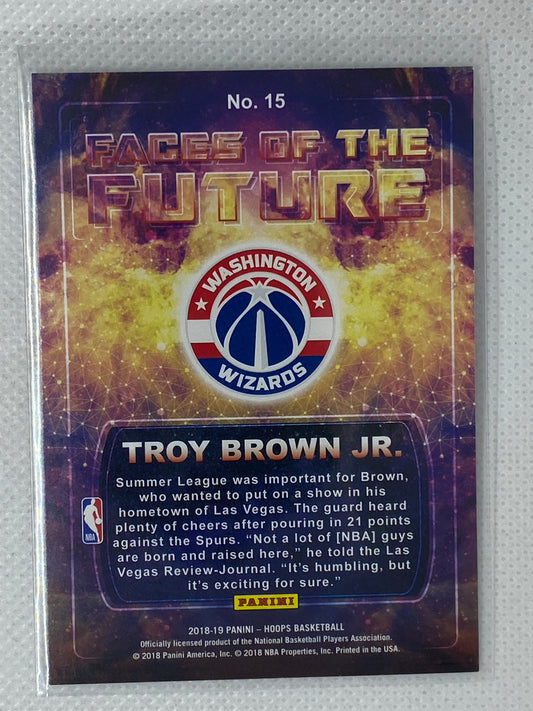 No. 15
FACES OF THE
FUTURE
WASHINGTON
WIZARDS
TROY BROWN JR.
Summer League was important for Brown,
who wanted to put on a show in his
hometown of Las Vegas. The guard heard
plenty of cheers after pouring in 21 points
against the Spurs. “Not a lot of [NBA] guys
are born and raised here,” he told the Las
Vegas Review-Journal. “It’s humbling, but
it’s exciting for sure.”
NBA
PANINI
2018-19 PANINI – HOOPS BASKETBALL
Officially licensed product of the National Basketball Players Association.
© 2018 Panini America, Inc. © 2018 NBA Properties, Inc. Printed in the USA.